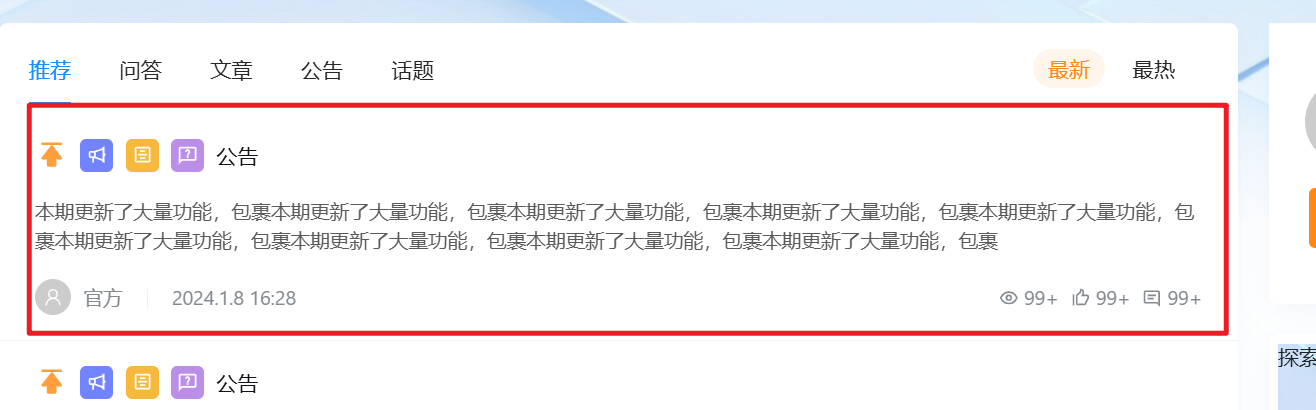 推荐 问答 文章 公告 话题 最新 最热
公告
本期更新了大量功能，包裹本期更新了大量功能，包裹本期更新了大量功能，包裹本期更新了大量功能，包裹本期更新了大量功能，包
裹本期更新了大量功能，包裹本期更新了大量功能，包裹本期更新了大量功能，包裹本期更新了大量功能，包裹
官方 2024.1.8 16:28 99+ 99+ 99+
探索
公告